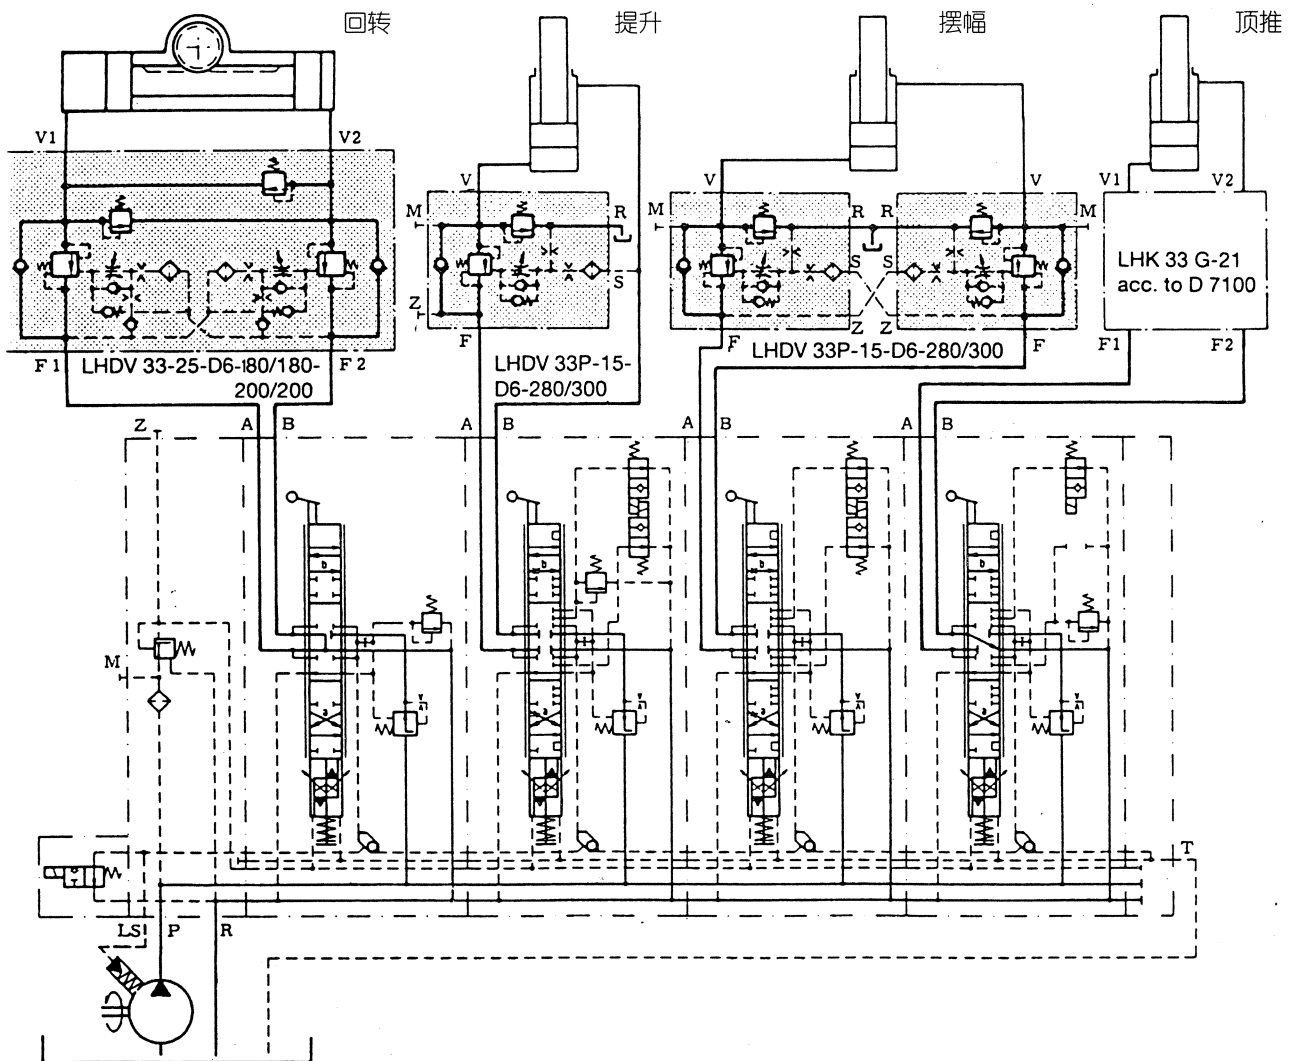 回转
提升
摆幅
顶推
V1
V2
V
V
V
V1
V2
M
R
M
R
R
M
S
S
S
Z
Z
Z
F
F
F
F1
F2
F1
F2
LHK 33 G-21
acc. to D 7100
LHDV 33-25-D6-180/180-
200/200
LHDV 33P-15-
D6-280/300
LHDV 33P-15-D6-280/300
Z
A
B
A
B
A
B
A
B
b
b
b
b
M
a
a
a
a
T
LS
P
R